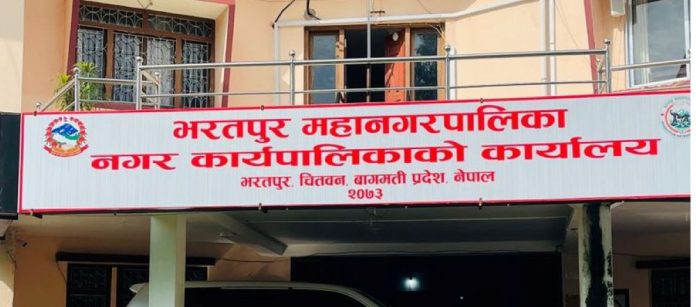 भरतपुर महानगरपालिका
नगर कार्यपालिकाको कार्यालय
भरतपुर, चितवन, बागमती प्रदेश, नेपाल
२०७३